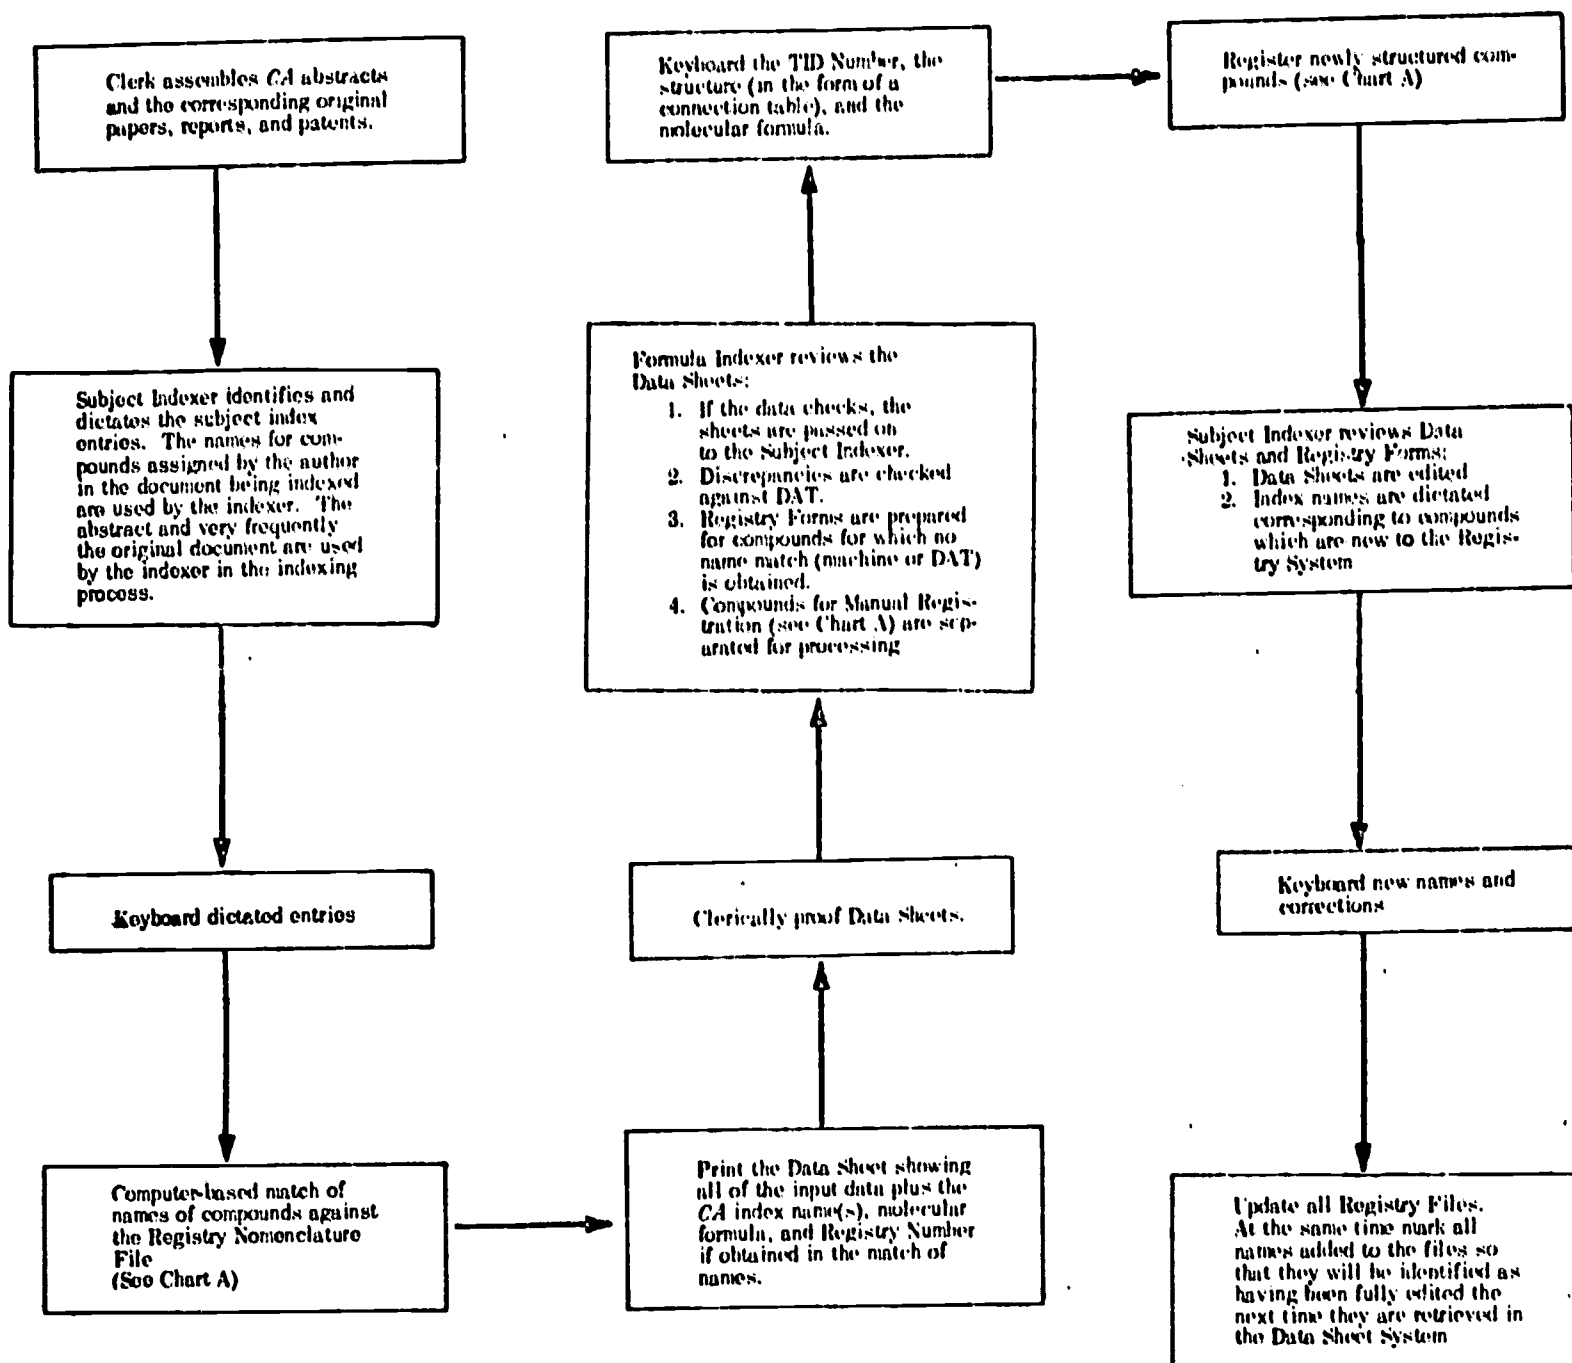 Clerk assembles CA abstracts
and the corresponding original
papers, reports, and patents.
Subject Indexer identifies and
dictates the subject index
entries. The names for com-
pounds assigned by the author
in the document being indexed
are used by the indexer. The
abstract and very frequently
the original document are used
by the indexer in the indexing
process.
Keyboard dictated entries
Computer-based match of
names of compounds against
the Registry Nomenclature
File
(See Chart A)
Print the Data Sheet showing
all of the input data plus the
CA index name(s), molecular
formula, and Registry Number
if obtained in the match of
names.
Clerically proof Data Sheets.
Formula Indexer reviews the
Data Sheets:
1. If the data checks, the
sheets are passed on
to the Subject Indexer.
2. Discrepancies are checked
against DAT.
3. Registry Forms are prepared
for compounds for which no
name match (machine or DAT)
is obtained.
4. Compounds for Manual Regis-
tration (see Chart A) are sep-
arated for processing
Keyboard the TID Number, the
structure (in the form of a
connection table), and the
molecular formula.
Register newly structured com-
pounds (see Chart A)
Subject Indexer reviews Data
Sheets and Registry Forms:
1. Data Sheets are edited
2. Index names are dictated
corresponding to compounds
which are new to the Regis-
try System
Keyboard new names and
corrections
Update all Registry Files.
At the same time mark all
names added to the files so
that they will be identified as
having been fully edited the
next time they are retrieved in
the Data Sheet System